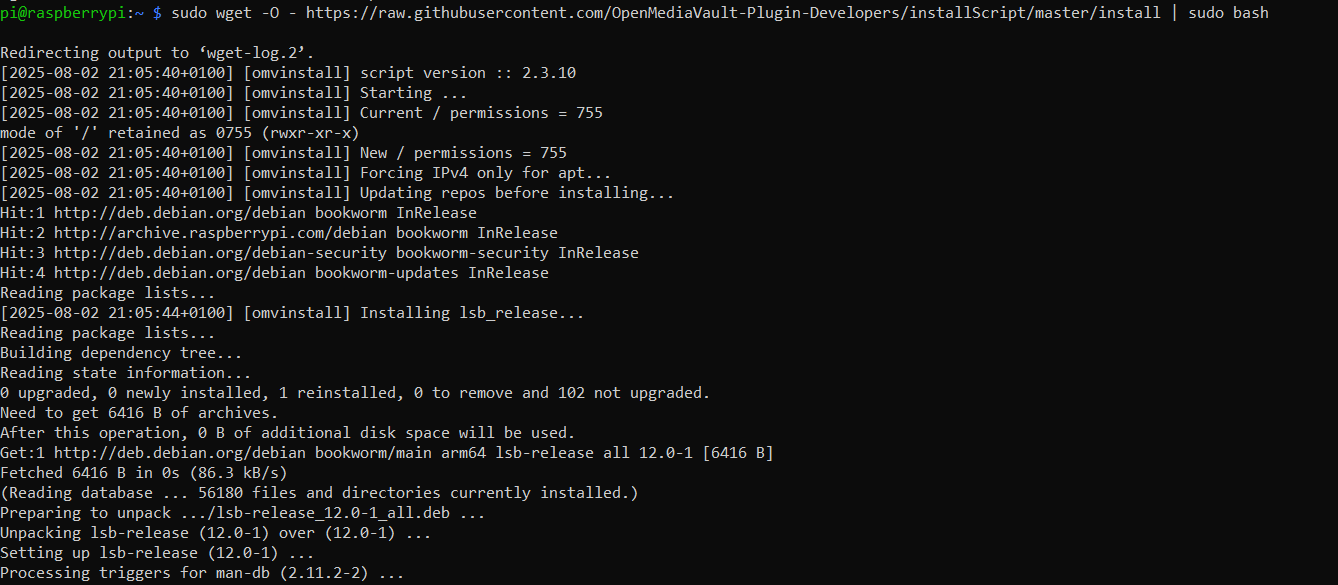 pi@raspberrypi:~ $ sudo wget -O - https://raw.githubusercontent.com/OpenMediaVault-Plugin-Developers/installScript/master/install | sudo bash
Redirecting output to ‘wget-log.2’.
[2025-08-02 21:05:40+0100] [omvinstall] script version :: 2.3.10
[2025-08-02 21:05:40+0100] [omvinstall] Starting ...
[2025-08-02 21:05:40+0100] [omvinstall] Current / permissions = 755
mode of '/' retained as 0755 (rwxr-xr-x)
[2025-08-02 21:05:40+0100] [omvinstall] New / permissions = 755
[2025-08-02 21:05:40+0100] [omvinstall] Forcing IPv4 only for apt...
[2025-08-02 21:05:40+0100] [omvinstall] Updating repos before installing...
Hit:1 http://deb.debian.org/debian bookworm InRelease
Hit:2 http://archive.raspberrypi.com/debian bookworm InRelease
Hit:3 http://deb.debian.org/debian-security bookworm-security InRelease
Hit:4 http://deb.debian.org/debian bookworm-updates InRelease
Reading package lists...
[2025-08-02 21:05:44+0100] [omvinstall] Installing lsb_release...
Reading package lists...
Building dependency tree...
Reading state information...
0 upgraded, 0 newly installed, 1 reinstalled, 0 to remove and 102 not upgraded.
Need to get 6416 B of archives.
After this operation, 0 B of additional disk space will be used.
Get:1 http://deb.debian.org/debian bookworm/main arm64 lsb-release all 12.0-1 [6416 B]
Fetched 6416 B in 0s (86.3 kB/s)
(Reading database ... 56180 files and directories currently installed.)
Preparing to unpack .../lsb-release_12.0-1_all.deb ...
Unpacking lsb-release (12.0-1) over (12.0-1) ...
Setting up lsb-release (12.0-1) ...
Processing triggers for man-db (2.11.2-2) ...